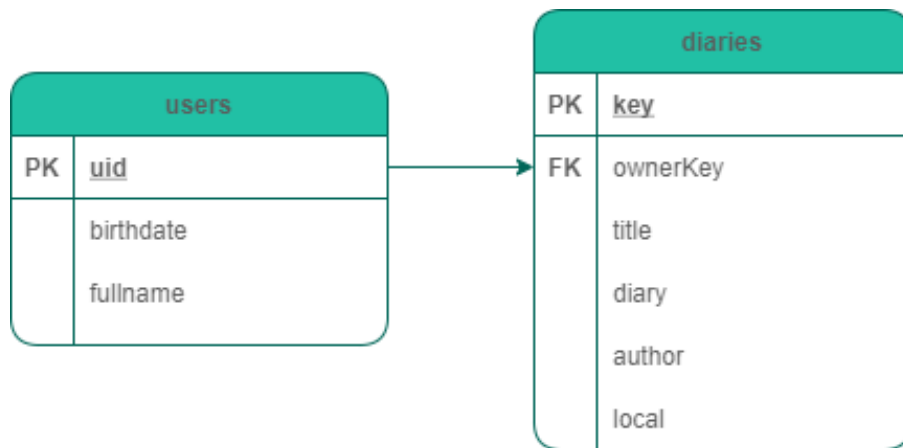 users
PK uid
birthdate
fullname
diaries
PK key
FK ownerKey
title
diary
author
local